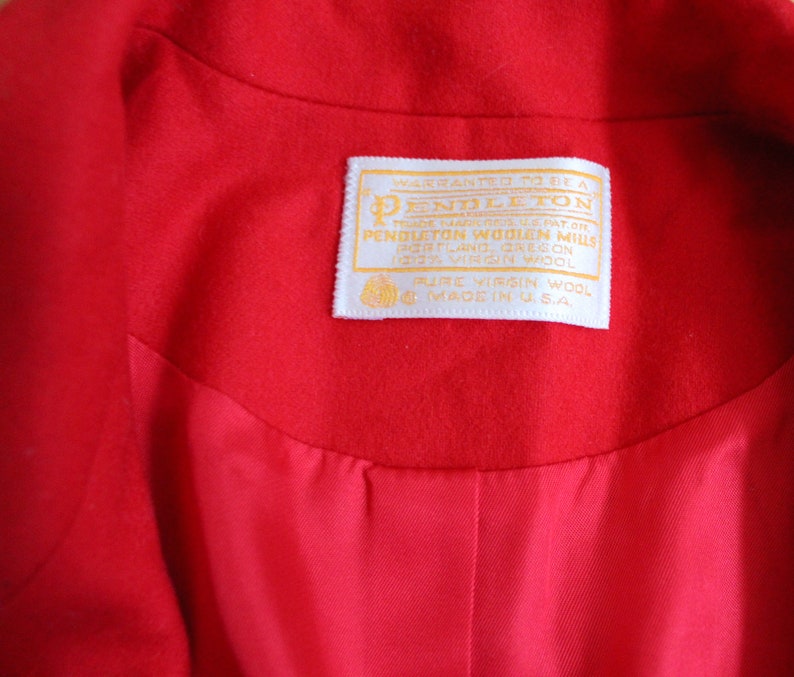 WARRANTED TO BE A
"PENDLETON"
TRADE MARK REG. U.S. PAT. OFF.
PENDLETON WOOLEN MILLS
PORTLAND, OREGON
100% VIRGIN WOOL
PURE VIRGIN WOOL
® MADE IN U.S.A.